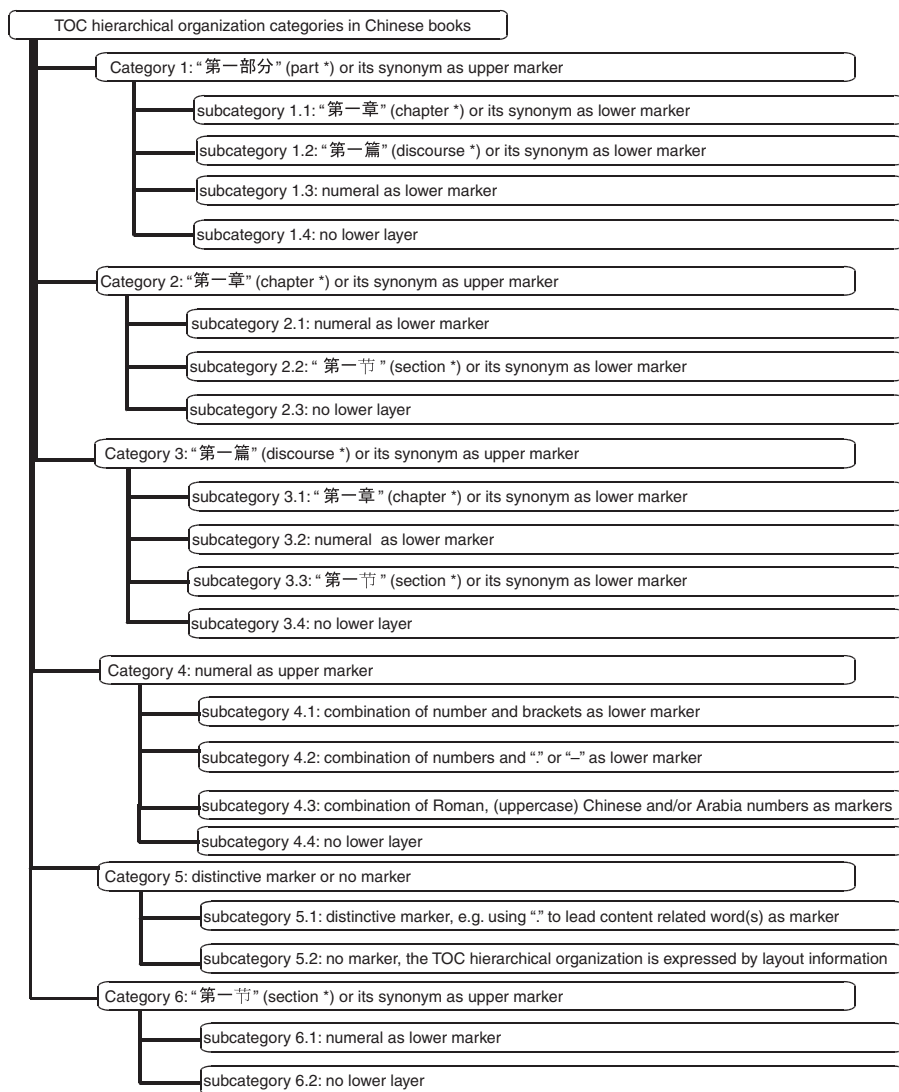 TOC hierarchical organization categories in Chinese books
Category 1: “第一部分” (part *) or its synonym as upper marker
subcategory 1.1: “第一章” (chapter *) or its synonym as lower marker
subcategory 1.2: “第一篇” (discourse *) or its synonym as lower marker
subcategory 1.3: numeral as lower marker
subcategory 1.4: no lower layer
Category 2: “第一章” (chapter *) or its synonym as upper marker
subcategory 2.1: numeral as lower marker
subcategory 2.2: “ 第一节 ” (section *) or its synonym as lower marker
subcategory 2.3: no lower layer
Category 3: “第一篇” (discourse *) or its synonym as upper marker
subcategory 3.1: “ 第一章 ” (chapter *) or its synonym as lower marker
subcategory 3.2: numeral as lower marker
subcategory 3.3: “ 第一节 ” (section *) or its synonym as lower marker
subcategory 3.4: no lower layer
Category 4: numeral as upper marker
subcategory 4.1: combination of number and brackets as lower marker
subcategory 4.2: combination of numbers and “.” or “–” as lower marker
subcategory 4.3: combination of Roman, (uppercase) Chinese and/or Arabia numbers as markers
subcategory 4.4: no lower layer
Category 5: distinctive marker or no marker
subcategory 5.1: distinctive marker, e.g. using “.” to lead content related word(s) as marker
subcategory 5.2: no marker, the TOC hierarchical organization is expressed by layout information
Category 6: “ 第一节” (section *) or its synonym as upper marker
subcategory 6.1: numeral as lower marker
subcategory 6.2: no lower layer